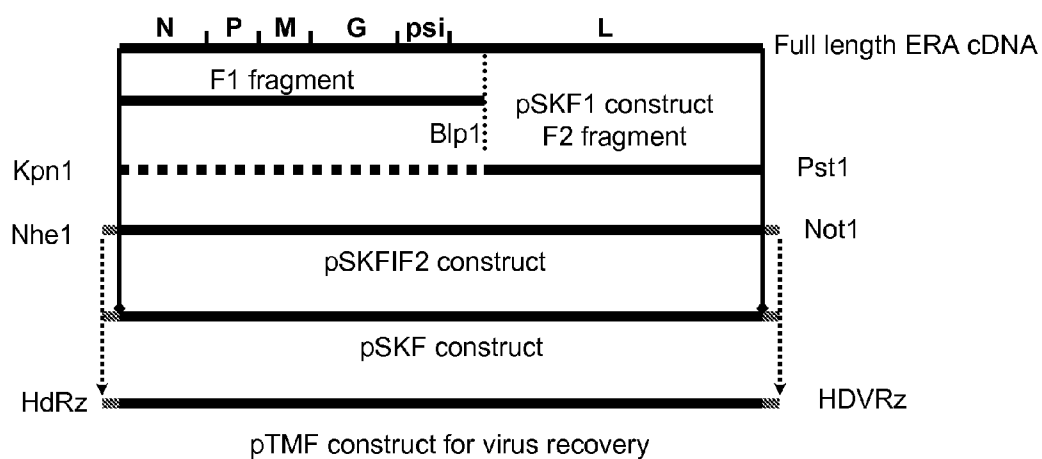 N P M G psi L
Full length ERA cDNA
F1 fragment
pSKF1 construct
F2 fragment
Blp1
Kpn1
Pst1
Nhe1
Not1
pSKFIF2 construct
pSKF construct
HdRz
HDVRz
pTMF construct for virus recovery